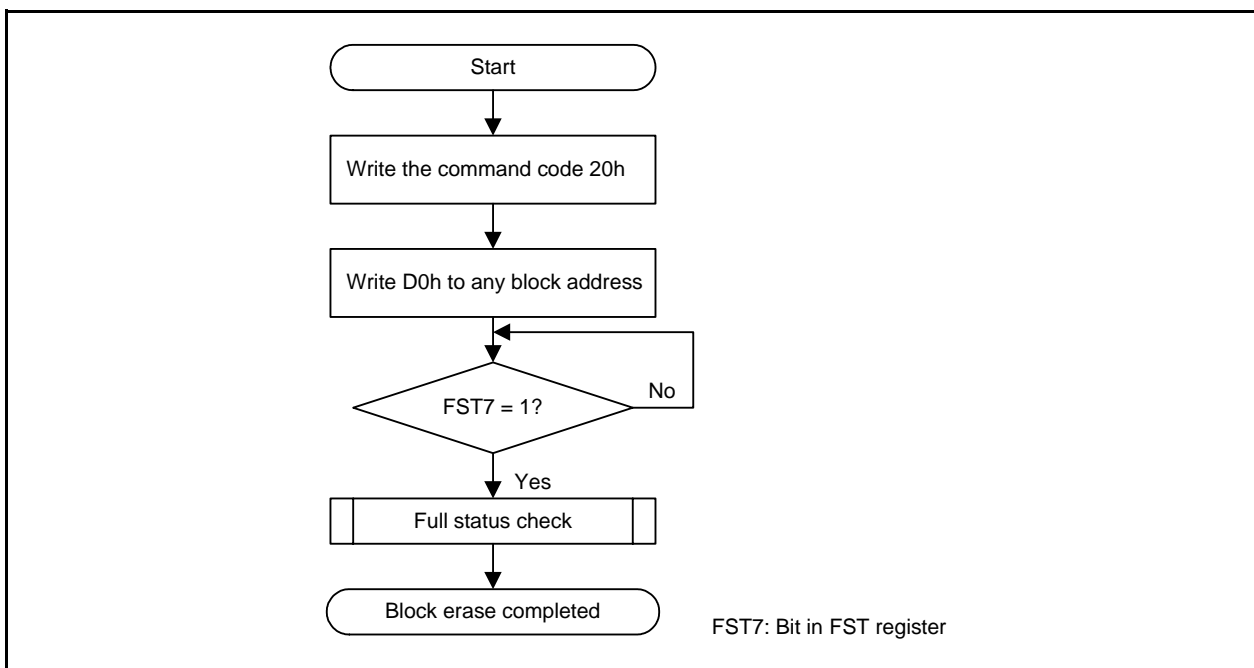 Start
Write the command code 20h
Write D0h to any block address
FST7 = 1?
No
Yes
Full status check
Block erase completed
FST7: Bit in FST register